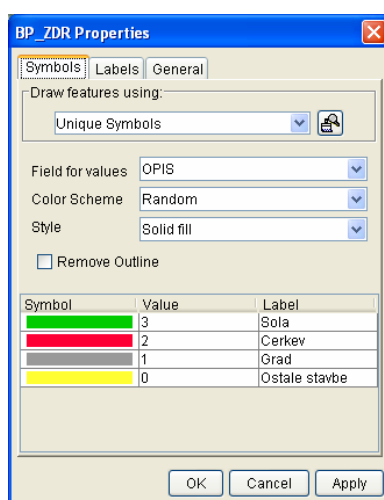 BP_ZDR Properties
Symbols Labels General
Draw features using:
Unique Symbols
Field for values OPIS
Color Scheme Random
Style Solid fill
Remove Outline
Symbol Value Label
3 Sola
2 Cerkev
1 Grad
0 Ostale stavbe
OK Cancel Apply